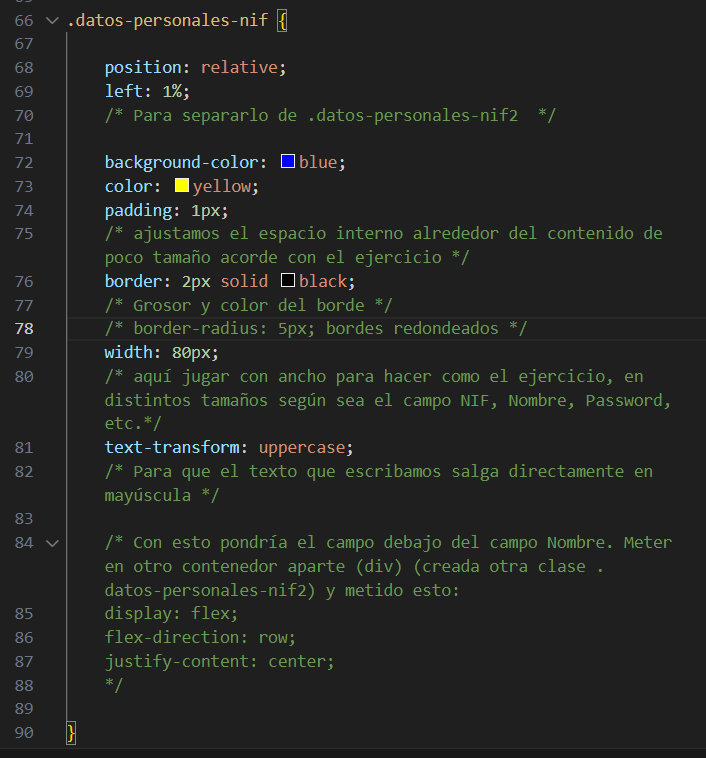 66 .datos-personales-nif {
67
68 position: relative;
69 left: 1%;
70 /* Para separarlo de .datos-personales-nif2  */
71
72 background-color: blue;
73 color: yellow;
74 padding: 1px;
75 /* ajustamos el espacio interno alrededor del contenido de
poco tamaño acorde con el ejercicio */
76 border: 2px solid black;
77 /* Grosor y color del borde */
78 /* border-radius: 5px; bordes redondeados */
79 width: 80px;
80 /* aquí jugar con ancho para hacer como el ejercicio, en
distintos tamaños según sea el campo NIF, Nombre, Password,
etc.*/
81 text-transform: uppercase;
82 /* Para que el texto que escribamos salga directamente en
mayúscula */
83
84 /* Con esto pondría el campo debajo del campo Nombre. Meter
en otro contenedor aparte (div) (creada otra clase .
datos-personales-nif2) y metido esto:
85 display: flex;
86 flex-direction: row;
87 justify-content: center;
88 */
89
90 }